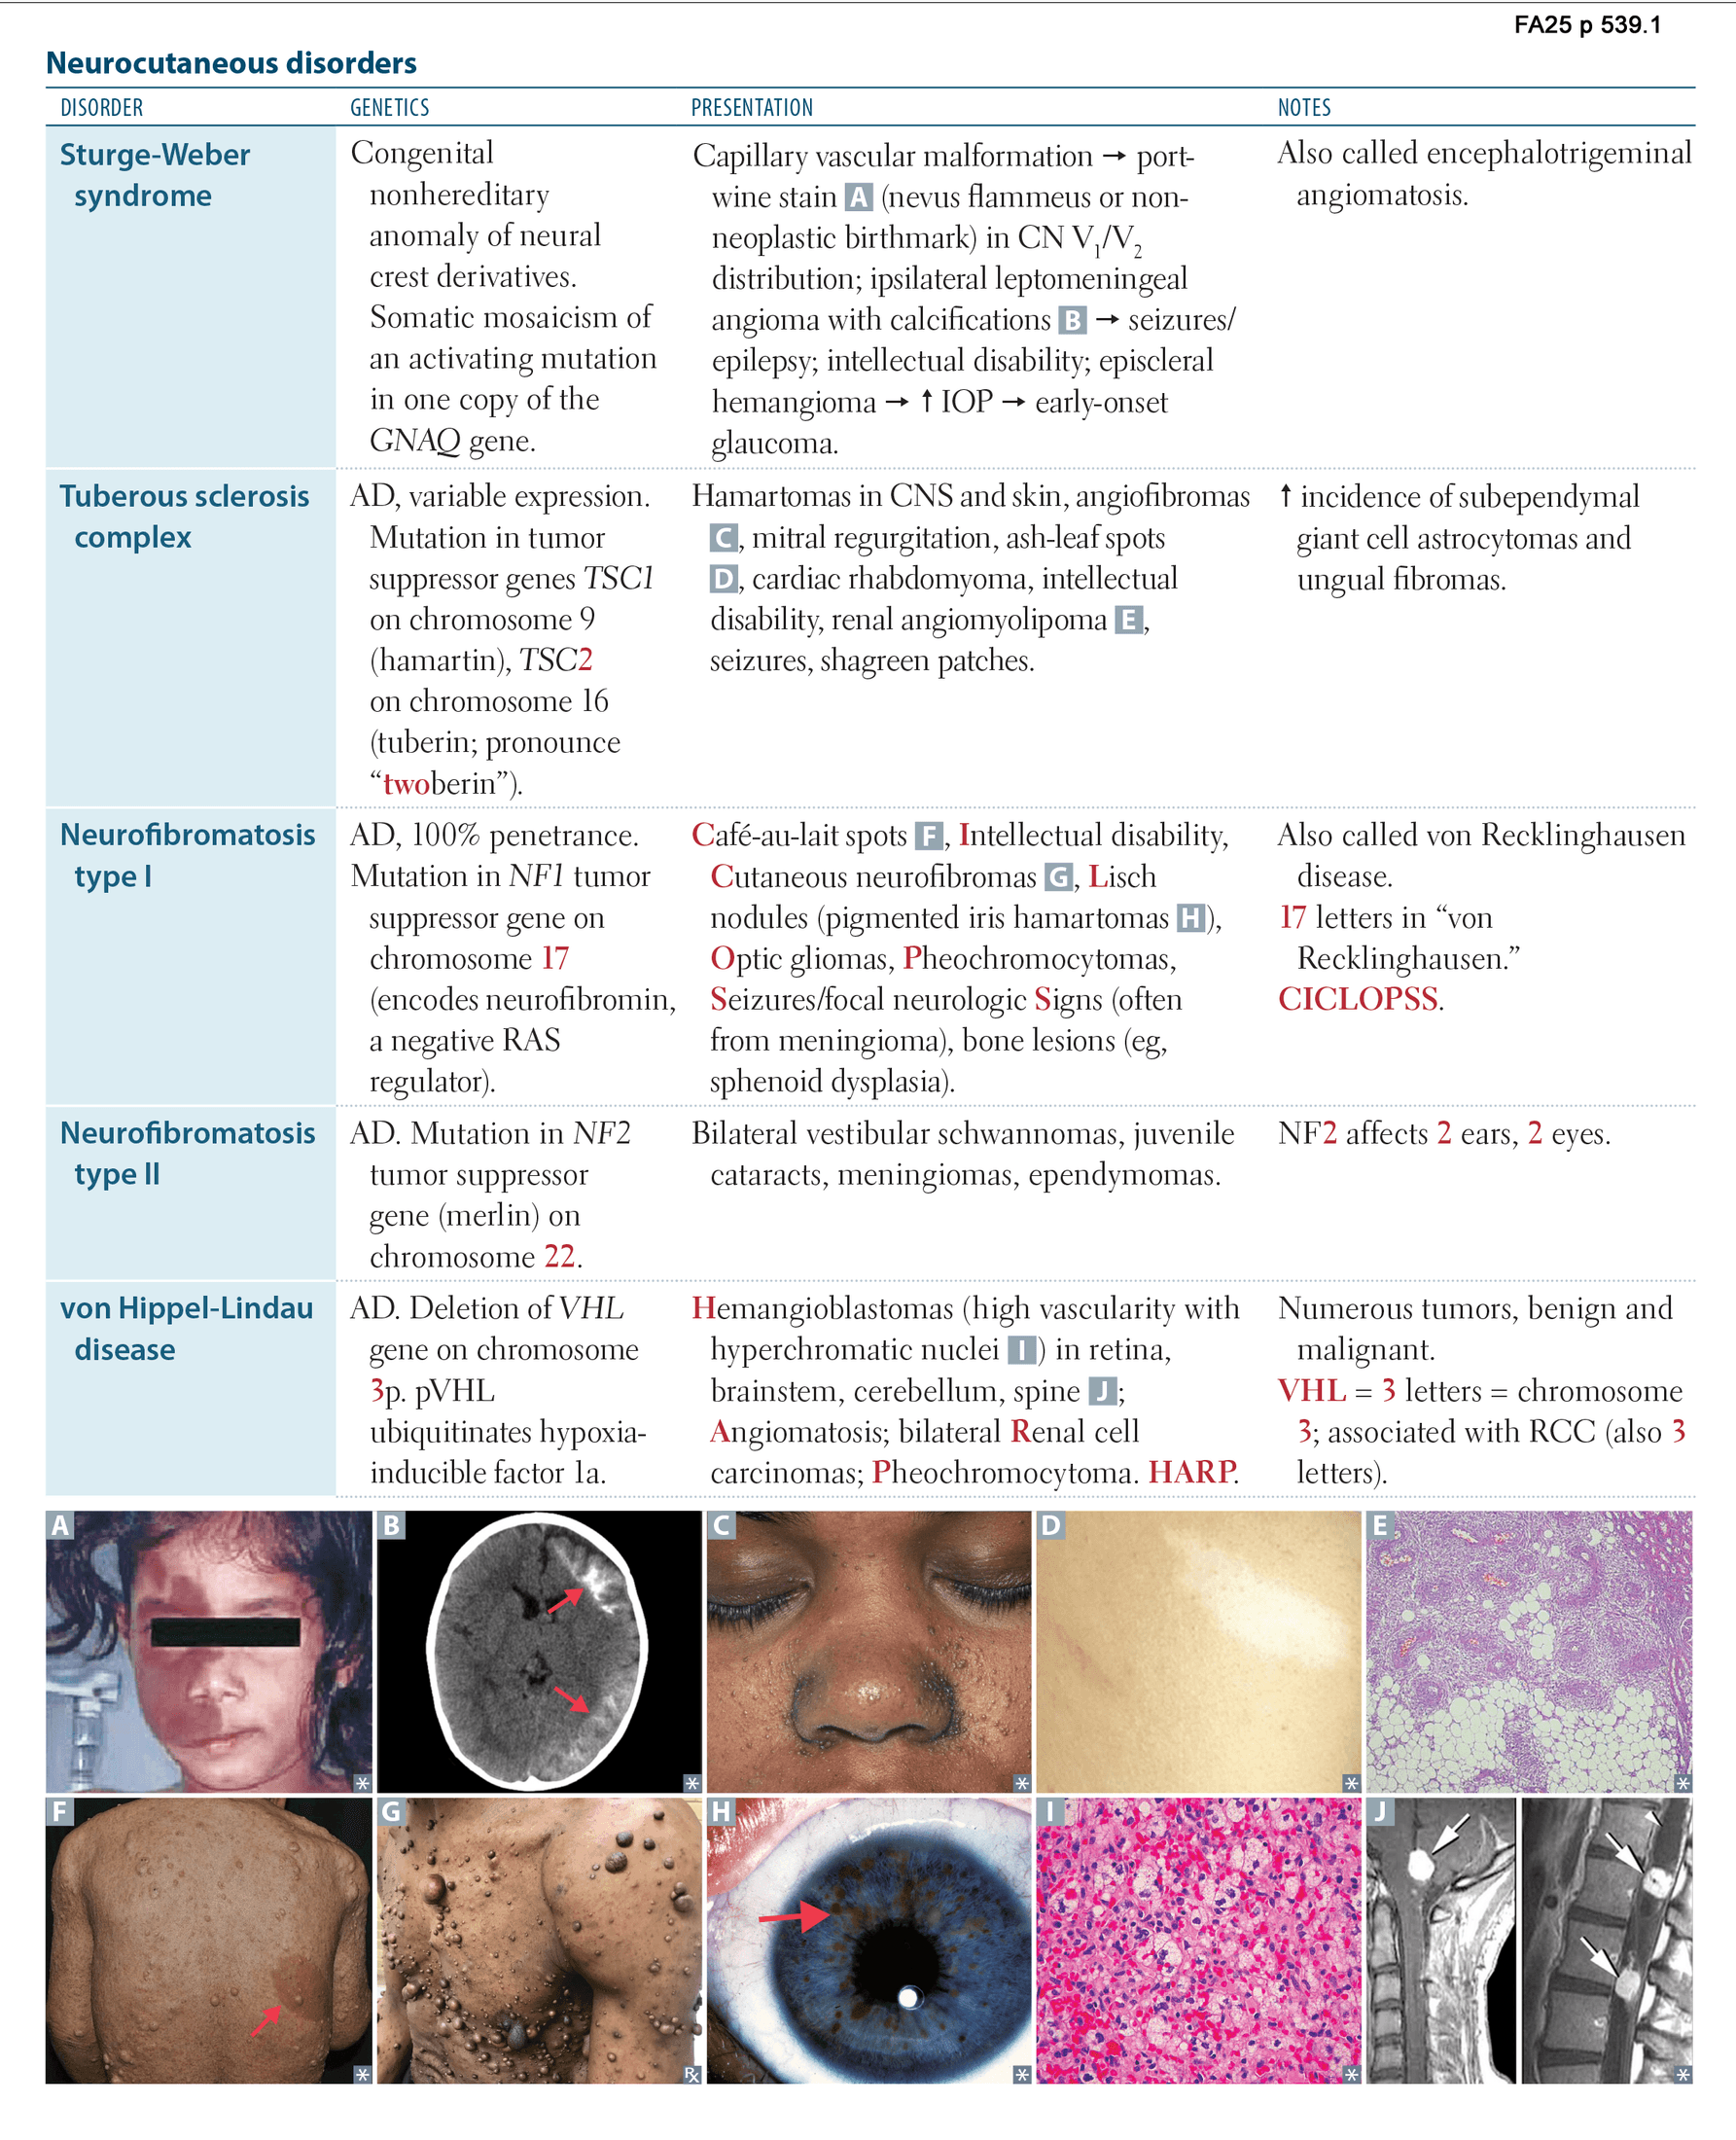 FA25 p 539.1
Neurocutaneous disorders
DISORDER GENETICS PRESENTATION NOTES
Sturge-Weber
syndrome
Congenital
nonhereditary
anomaly of neural
crest derivatives.
Somatic mosaicism of
an activating mutation
in one copy of the
GNAQ gene.
Capillary vascular malformation → port-
wine stain A (nevus flammeus or non-
neoplastic birthmark) in CN V1/V2
distribution; ipsilateral leptomeningeal
angioma with calcifications B → seizures/
epilepsy; intellectual disability; episcleral
hemangioma → ↑ IOP → early-onset
glaucoma.
Also called encephalotrigeminal
angiomatosis.
Tuberous sclerosis
complex
AD, variable expression.
Mutation in tumor
suppressor genes TSC1
on chromosome 9
(hamartin), TSC2
on chromosome 16
(tuberin; pronounce
“twoberin”).
Hamartomas in CNS and skin, angiofibromas
C, mitral regurgitation, ash-leaf spots
D, cardiac rhabdomyoma, intellectual
disability, renal angiomyolipoma E,
seizures, shagreen patches.
↑ incidence of subependymal
giant cell astrocytomas and
ungual fibromas.
Neurofibromatosis
type I
AD, 100% penetrance.
Mutation in NF1 tumor
suppressor gene on
chromosome 17
(encodes neurofibromin,
a negative RAS
regulator).
Café-au-lait spots F, Intellectual disability,
Cutaneous neurofibromas G, Lisch
nodules (pigmented iris hamartomas H),
Optic gliomas, Pheochromocytomas,
Seizures/focal neurologic Signs (often
from meningioma), bone lesions (eg,
sphenoid dysplasia).
Also called von Recklinghausen
disease.
17 letters in “von
Recklinghausen.”
CICLOPSS.
Neurofibromatosis
type II
AD. Mutation in NF2
tumor suppressor
gene (merlin) on
chromosome 22.
Bilateral vestibular schwannomas, juvenile
cataracts, meningiomas, ependymomas.
NF2 affects 2 ears, 2 eyes.
von Hippel-Lindau
disease
AD. Deletion of VHL
gene on chromosome
3p. pVHL
ubiquitinates hypoxia-
inducible factor 1a.
Hemangioblastomas (high vascularity with
hyperchromatic nuclei I) in retina,
brainstem, cerebellum, spine J;
Angiomatosis; bilateral Renal cell
carcinomas; Pheochromocytoma. HARP.
Numerous tumors, benign and
malignant.
VHL = 3 letters = chromosome
3; associated with RCC (also 3
letters).
A B C D E
* * * * *
F G H I J
* ℞ * * *